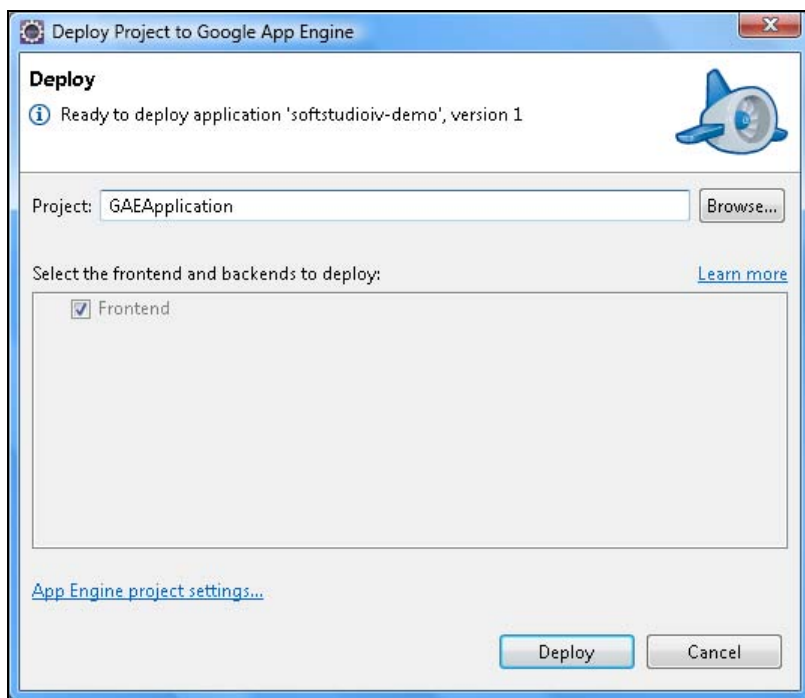 Deploy Project to Google App Engine
Deploy
Ready to deploy application 'softstudioiv-demo', version 1
Project: GAEApplication Browse...
Select the frontend and backends to deploy: Learn more
Frontend
App Engine project settings...
Deploy Cancel